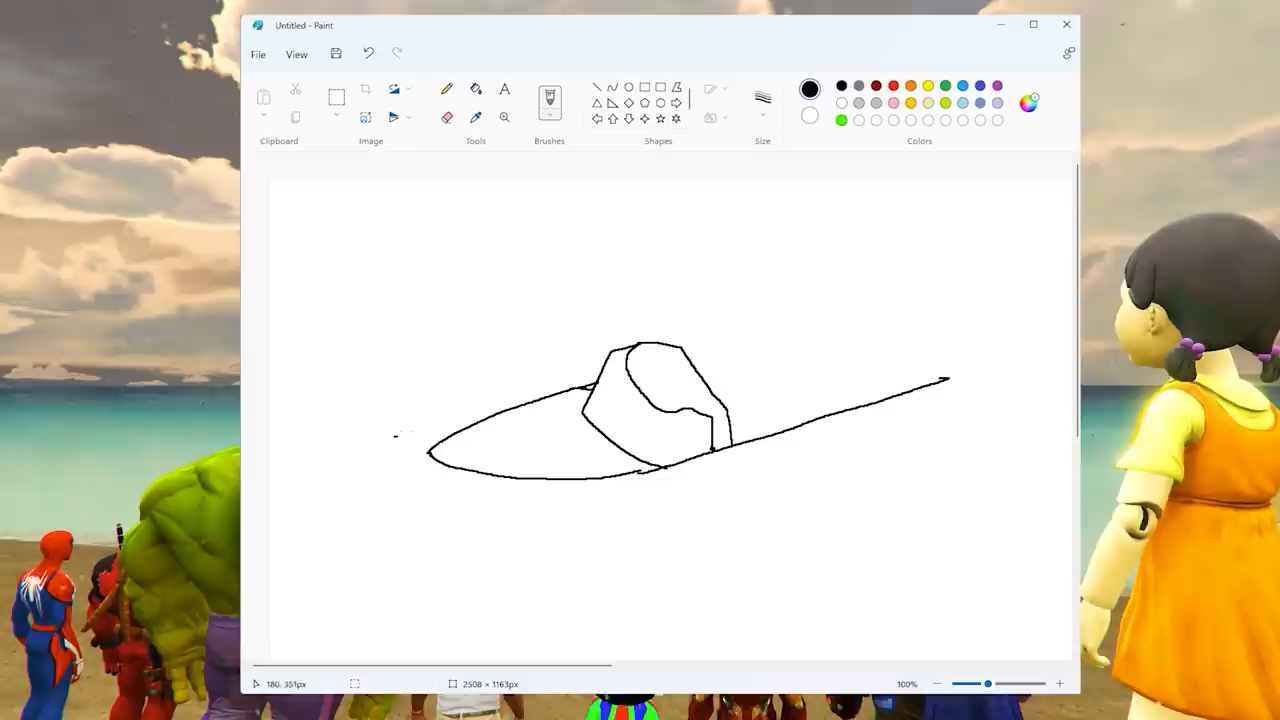 Untitled - Paint
File View
A
Clipboard Image Tools Brushes Shapes Size Colors
180, 351px 2508 × 1163px 100%